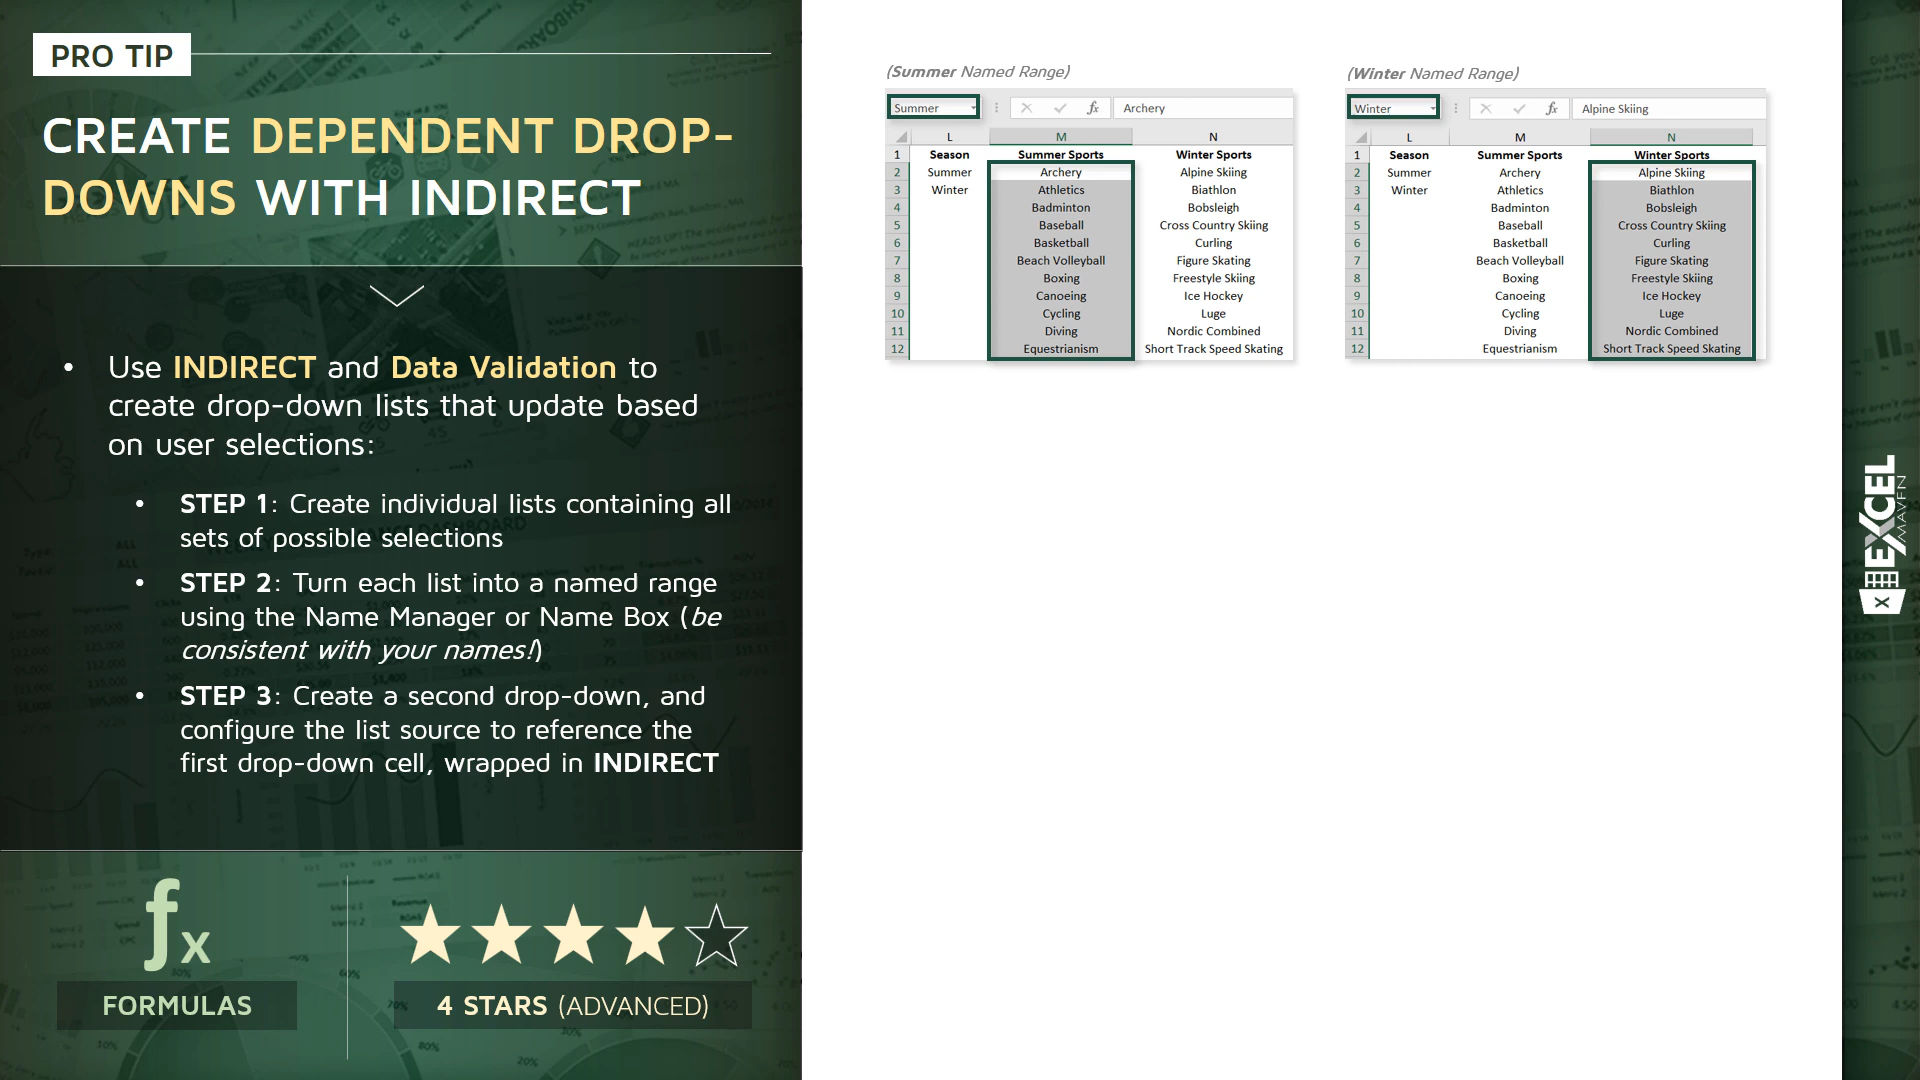 PRO TIP
CREATE DEPENDENT DROP-
DOWNS WITH INDIRECT
• Use INDIRECT and Data Validation to
create drop-down lists that update based
on user selections:
• STEP 1: Create individual lists containing all
sets of possible selections
• STEP 2: Turn each list into a named range
using the Name Manager or Name Box (be
consistent with your names!)
• STEP 3: Create a second drop-down, and
configure the list source to reference the
first drop-down cell, wrapped in INDIRECT
fx
FORMULAS
4 STARS (ADVANCED)
(Summer Named Range)
Summer fx Archery
L M N
1 Season Summer Sports Winter Sports
2 Summer Archery Alpine Skiing
3 Winter Athletics Biathlon
4 Badminton Bobsleigh
5 Baseball Cross Country Skiing
6 Basketball Curling
7 Beach Volleyball Figure Skating
8 Boxing Freestyle Skiing
9 Canoeing Ice Hockey
10 Cycling Luge
11 Diving Nordic Combined
12 Equestrianism Short Track Speed Skating
(Winter Named Range)
Winter fx Alpine Skiing
L M N
1 Season Summer Sports Winter Sports
2 Summer Archery Alpine Skiing
3 Winter Athletics Biathlon
4 Badminton Bobsleigh
5 Baseball Cross Country Skiing
6 Basketball Curling
7 Beach Volleyball Figure Skating
8 Boxing Freestyle Skiing
9 Canoeing Ice Hockey
10 Cycling Luge
11 Diving Nordic Combined
12 Equestrianism Short Track Speed Skating
X EXCEL
MAVEN